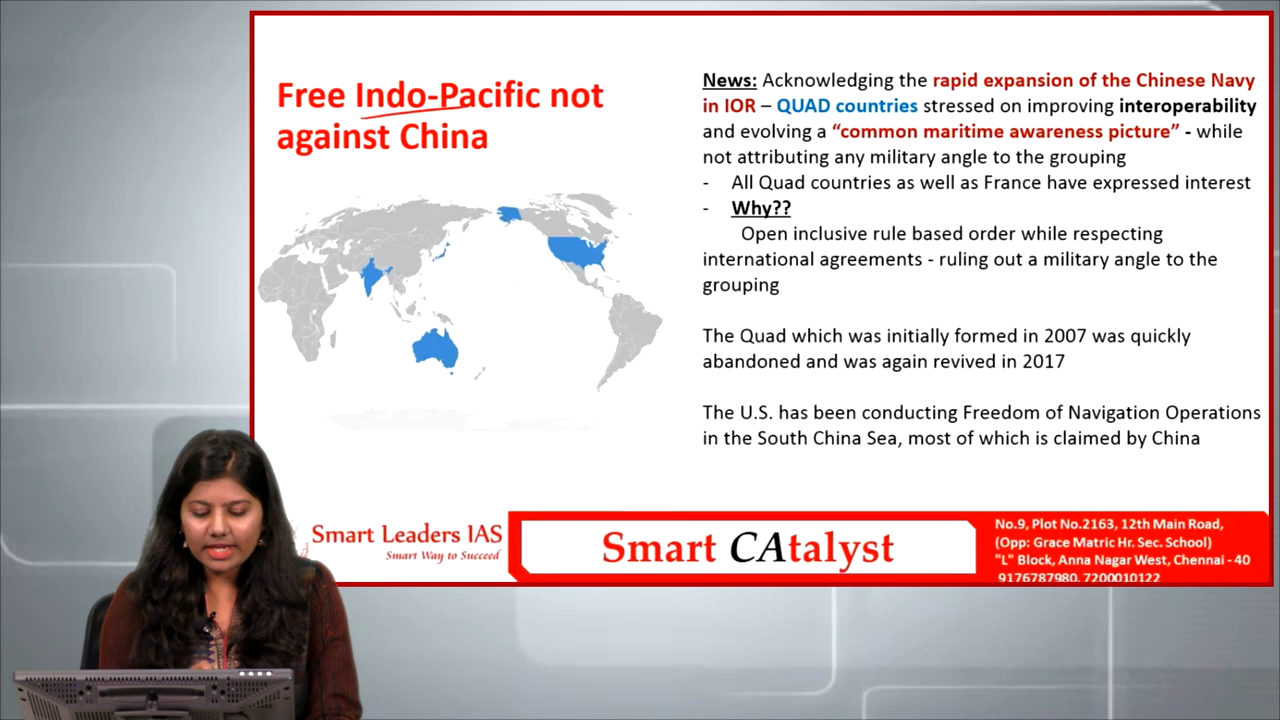 Free Indo-Pacific not
against China
News: Acknowledging the rapid expansion of the Chinese Navy
in IOR – QUAD countries stressed on improving interoperability
and evolving a “common maritime awareness picture” - while
not attributing any military angle to the grouping
- All Quad countries as well as France have expressed interest
- Why??
Open inclusive rule based order while respecting
international agreements - ruling out a military angle to the
grouping
The Quad which was initially formed in 2007 was quickly
abandoned and was again revived in 2017
The U.S. has been conducting Freedom of Navigation Operations
in the South China Sea, most of which is claimed by China
Smart Leaders IAS
Smart Way to Succeed
Smart CAtalyst
No.9, Plot No.2163, 12th Main Road,
(Opp: Grace Matric Hr. Sec. School)
"L" Block, Anna Nagar West, Chennai - 40
9176787980, 7200010122